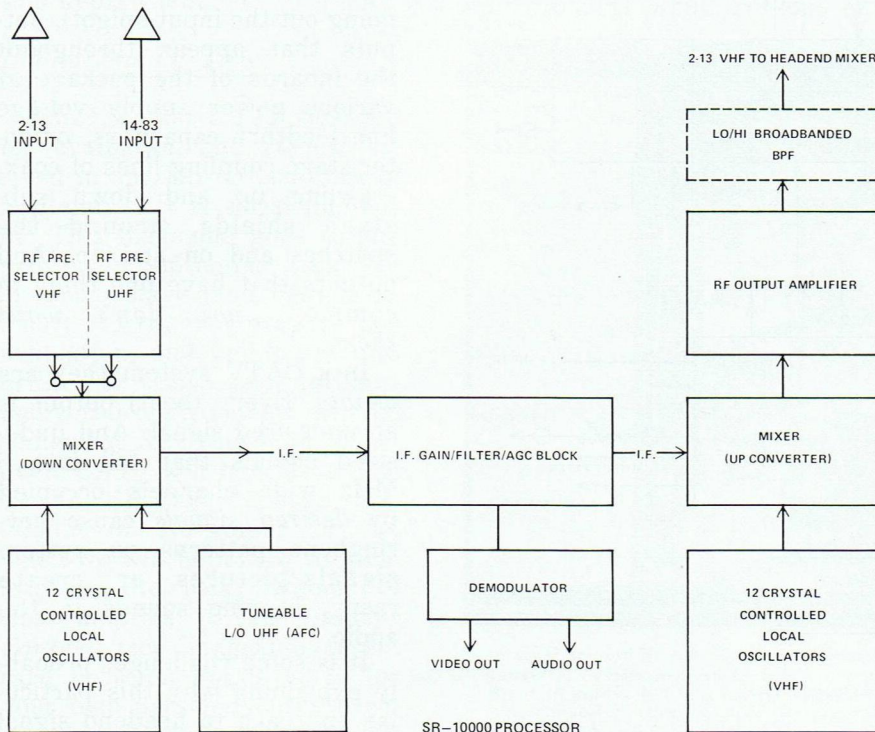 2-13
INPUT
14-83
INPUT
RF PRE-
SELECTOR
VHF
RF PRE-
SELECTOR
UHF
MIXER
(DOWN CONVERTER)
12 CRYSTAL
CONTROLLED
LOCAL
OSCILLATORS
(VHF)
TUNEABLE
L/O UHF (AFC)
I.F.
I.F. GAIN/FILTER/AGC BLOCK
I.F.
DEMODULATOR
VIDEO OUT
AUDIO OUT
SR-10000 PROCESSOR
2-13 VHF TO HEADEND MIXER
LO/HI BROADBANDED
BPF
RF OUTPUT AMPLIFIER
MIXER
(UP CONVERTER)
12 CRYSTAL
CONTROLLED
LOCAL
OSCILLATORS
(VHF)